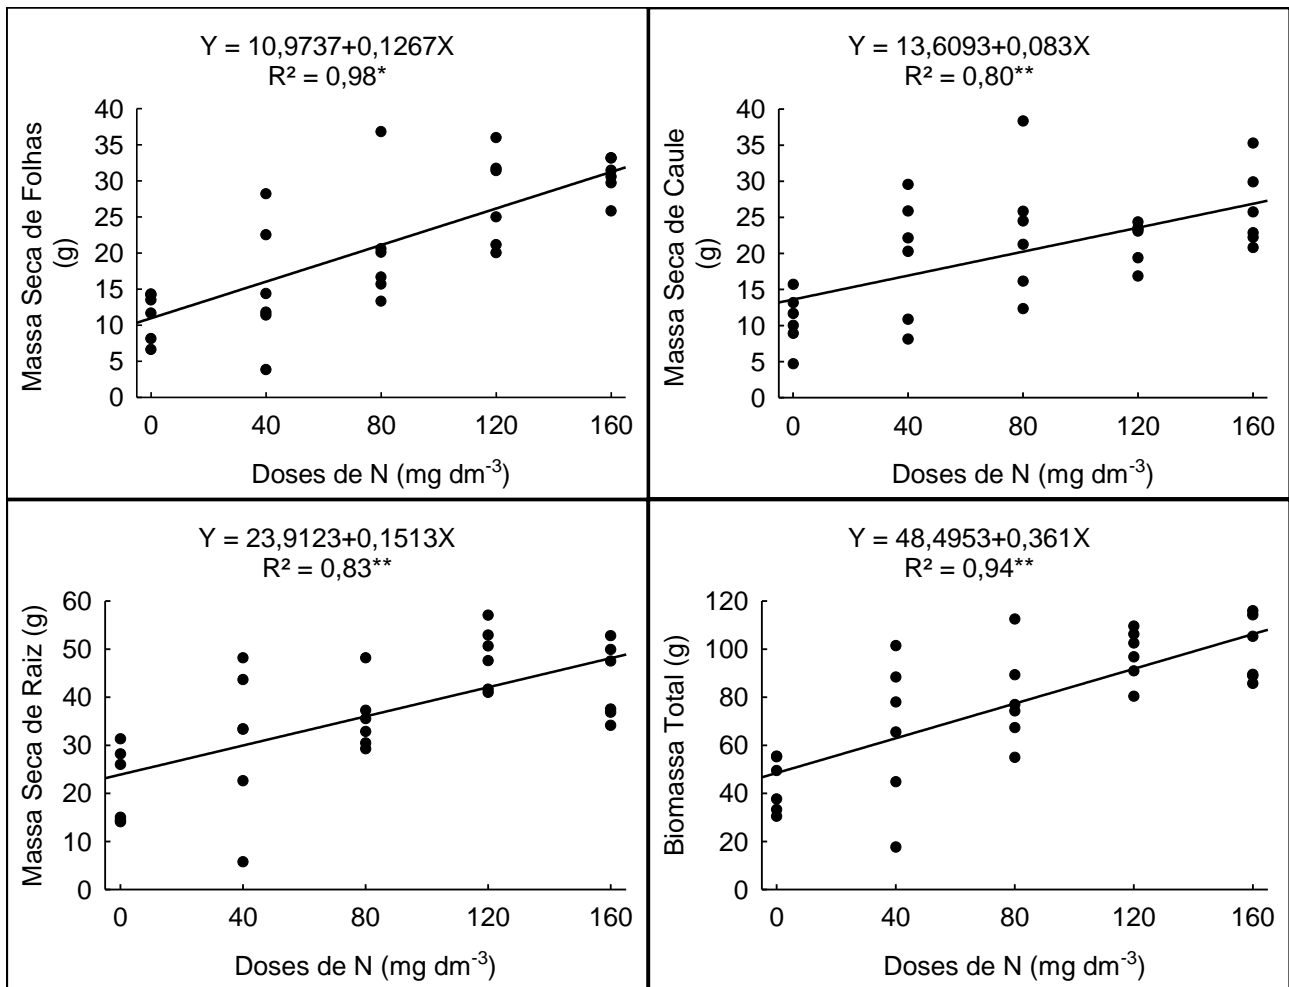 Y = 10,9737+0,1267X
R² = 0,98*
Massa Seca de Folhas
(g)
40
35
30
25
20
15
10
5
0
0 40 80 120 160
Doses de N (mg dm-3)
Y = 13,6093+0,083X
R² = 0,80**
Massa Seca de Caule
(g)
40
35
30
25
20
15
10
5
0
0 40 80 120 160
Doses de N (mg dm-3)
Y = 23,9123+0,1513X
R² = 0,83**
Massa Seca de Raiz (g)
60
50
40
30
20
10
0
0 40 80 120 160
Doses de N (mg dm-3)
Y = 48,4953+0,361X
R² = 0,94**
Biomassa Total (g)
120
100
80
60
40
20
0
0 40 80 120 160
Doses de N (mg dm-3)